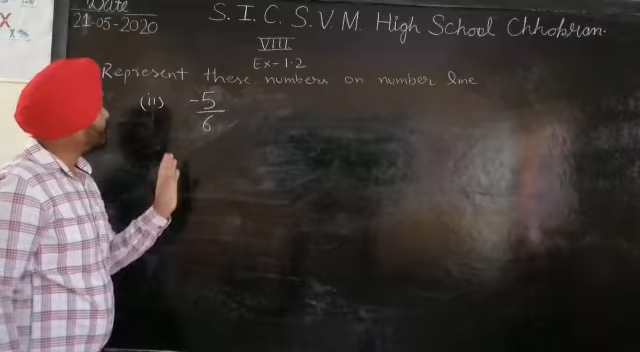 Date
21-05-2020
S. I. C. S. V. M. High School Chhokran.
VIII
Ex-1.2
Represent these numbers on number line
(ii) -5/6